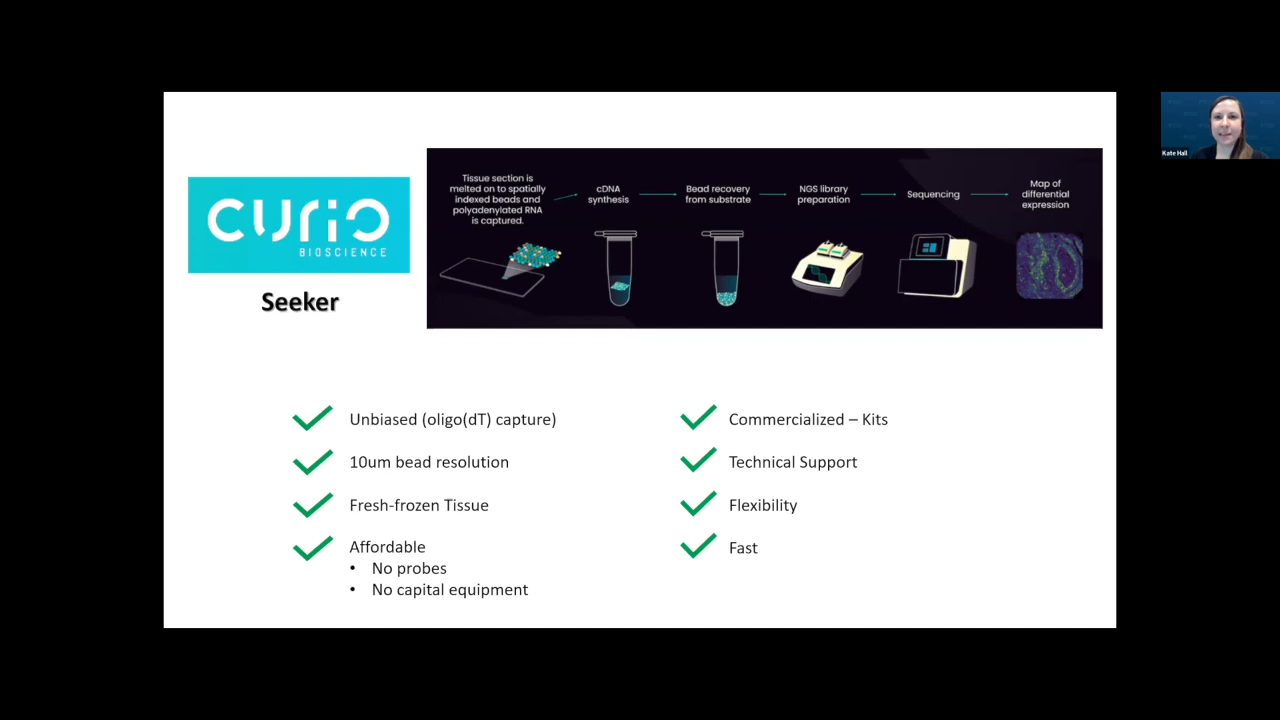 Kate Hall
CURIO
BIOSCIENCE
Seeker
Tissue section is
melted on to spatially
indexed beads and
polyadenylated RNA
is captured.
cDNA
synthesis
Bead recovery
from substrate
NGS library
preparation
Sequencing
Map of
differential
expression
Unbiased (oligo(dT) capture)
10um bead resolution
Fresh-frozen Tissue
Affordable
• No probes
• No capital equipment
Commercialized – Kits
Technical Support
Flexibility
Fast